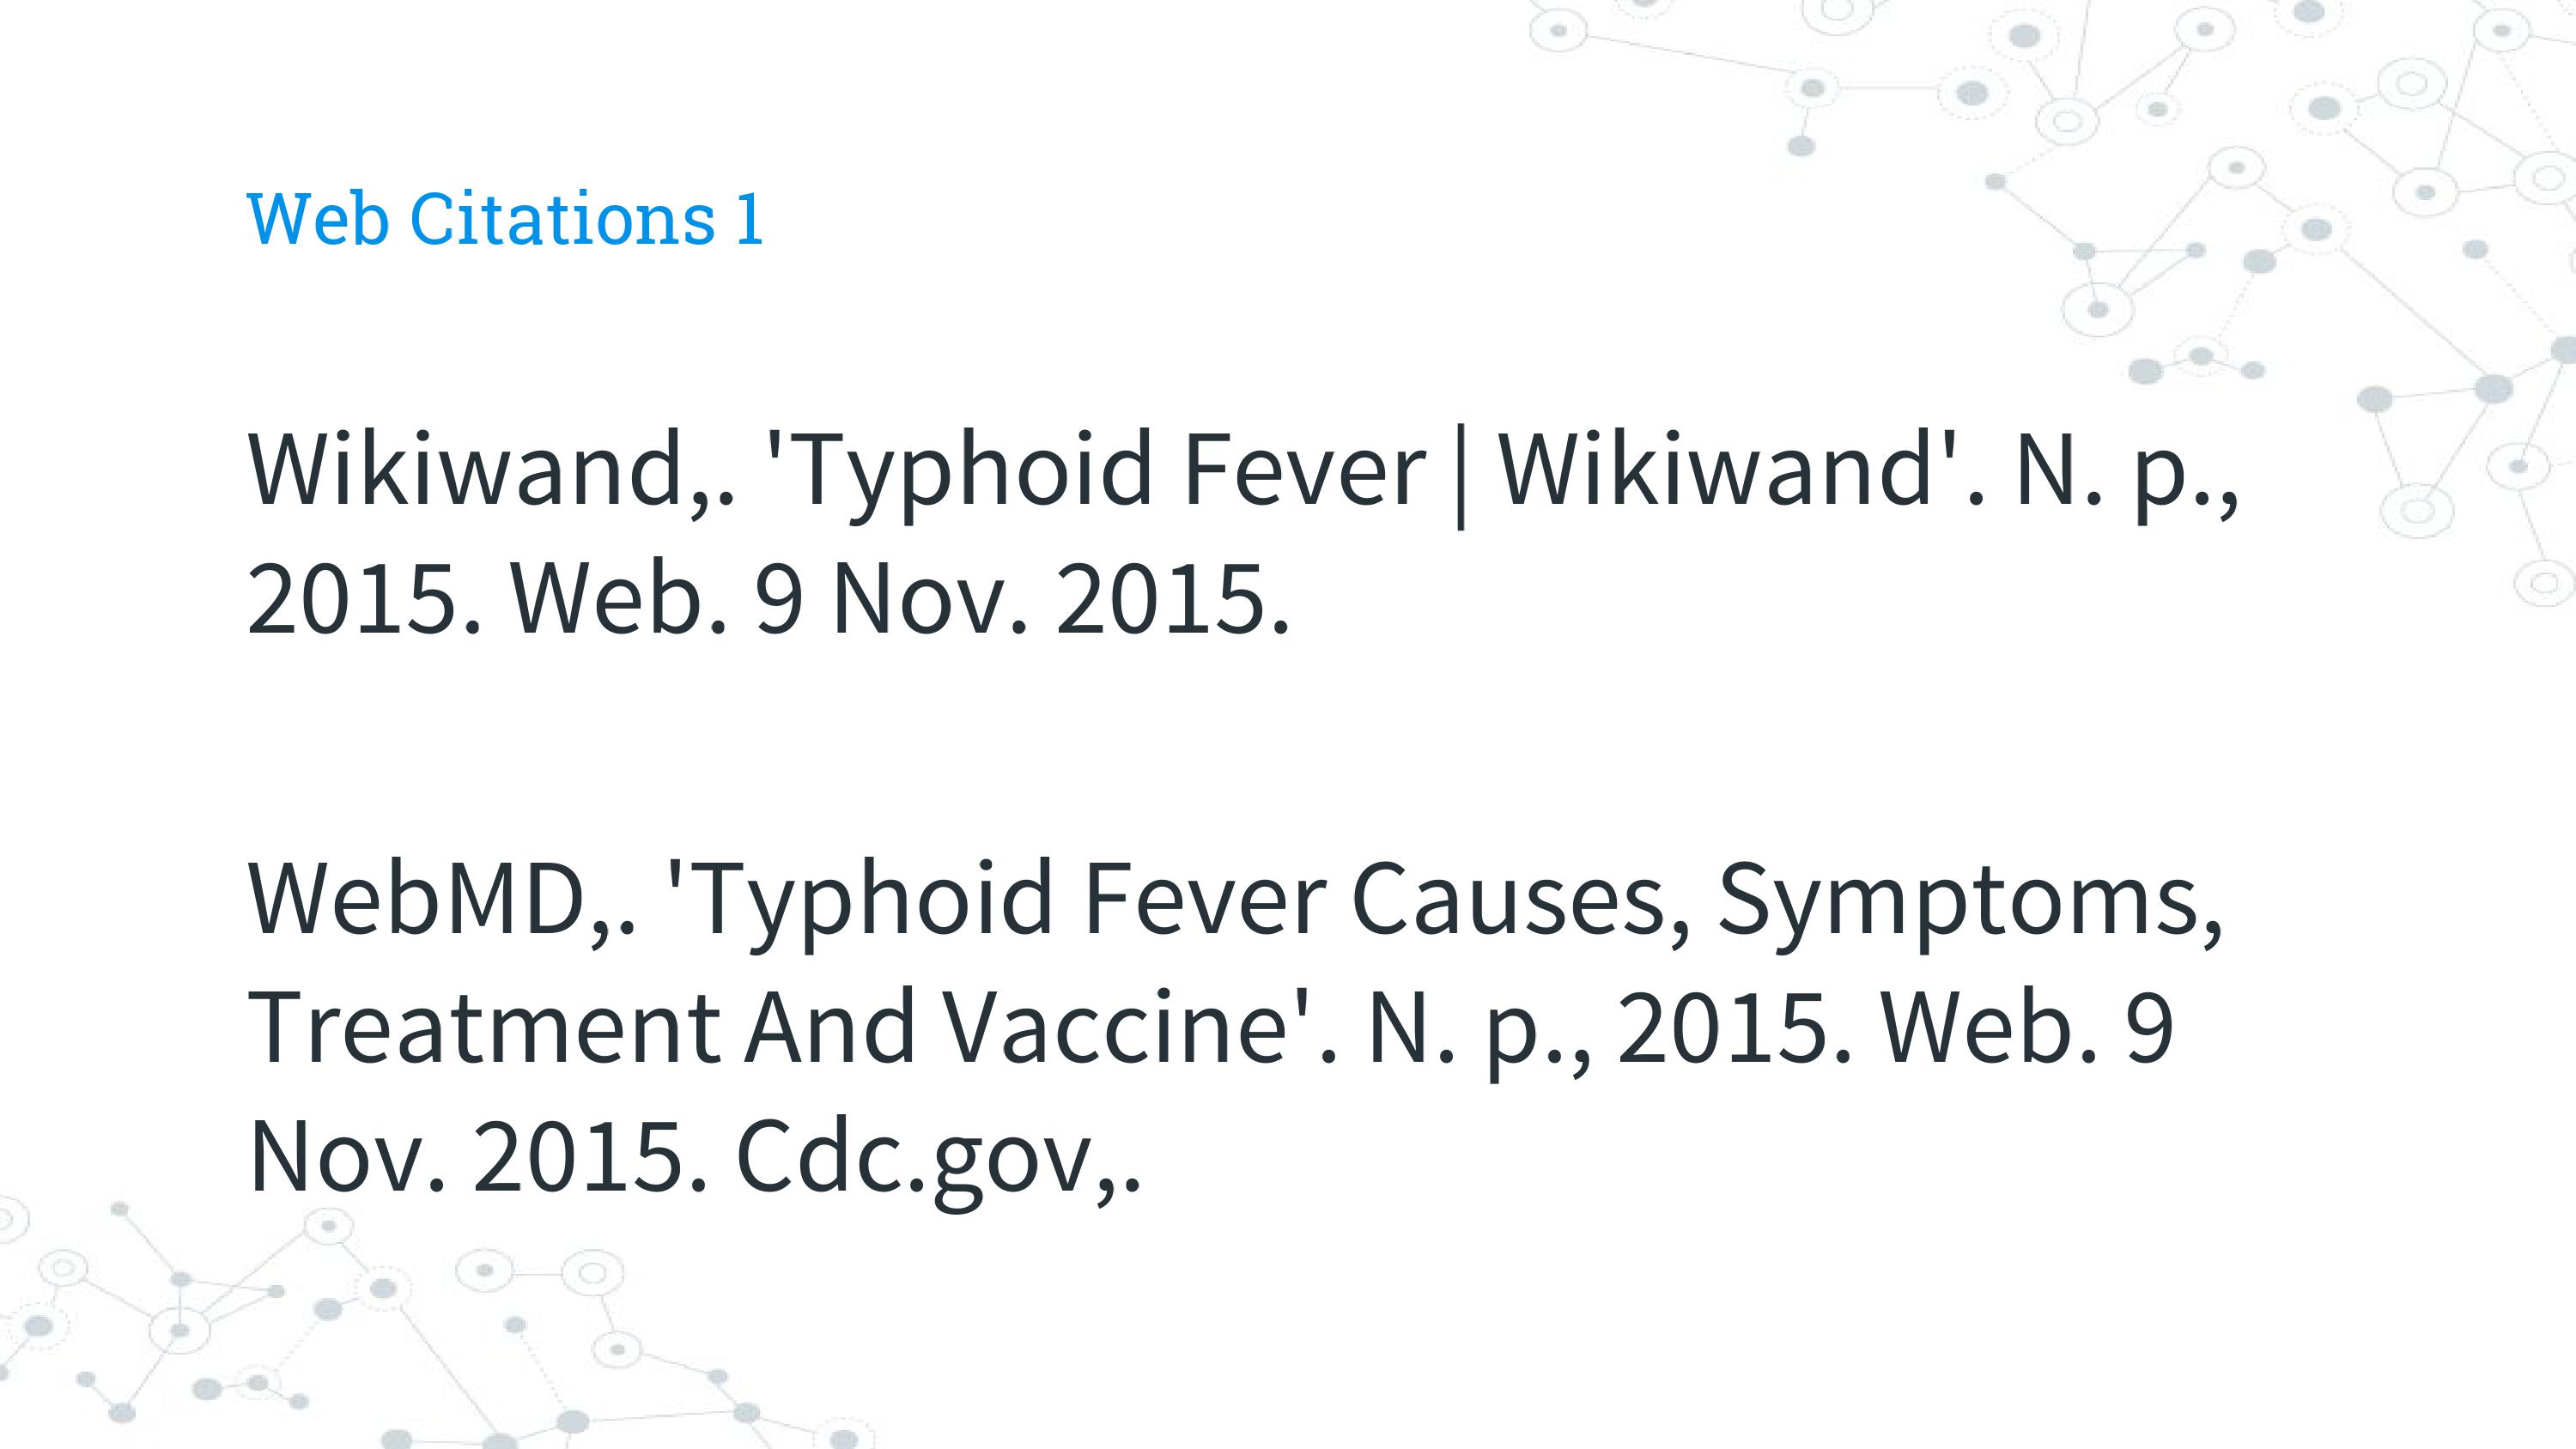 Web Citations 1
Wikiwand,. 'Typhoid Fever | Wikiwand'. N. p.,
2015. Web. 9 Nov. 2015.
WebMD,. 'Typhoid Fever Causes, Symptoms,
Treatment And Vaccine'. N. p., 2015. Web. 9
Nov. 2015. Cdc.gov,.